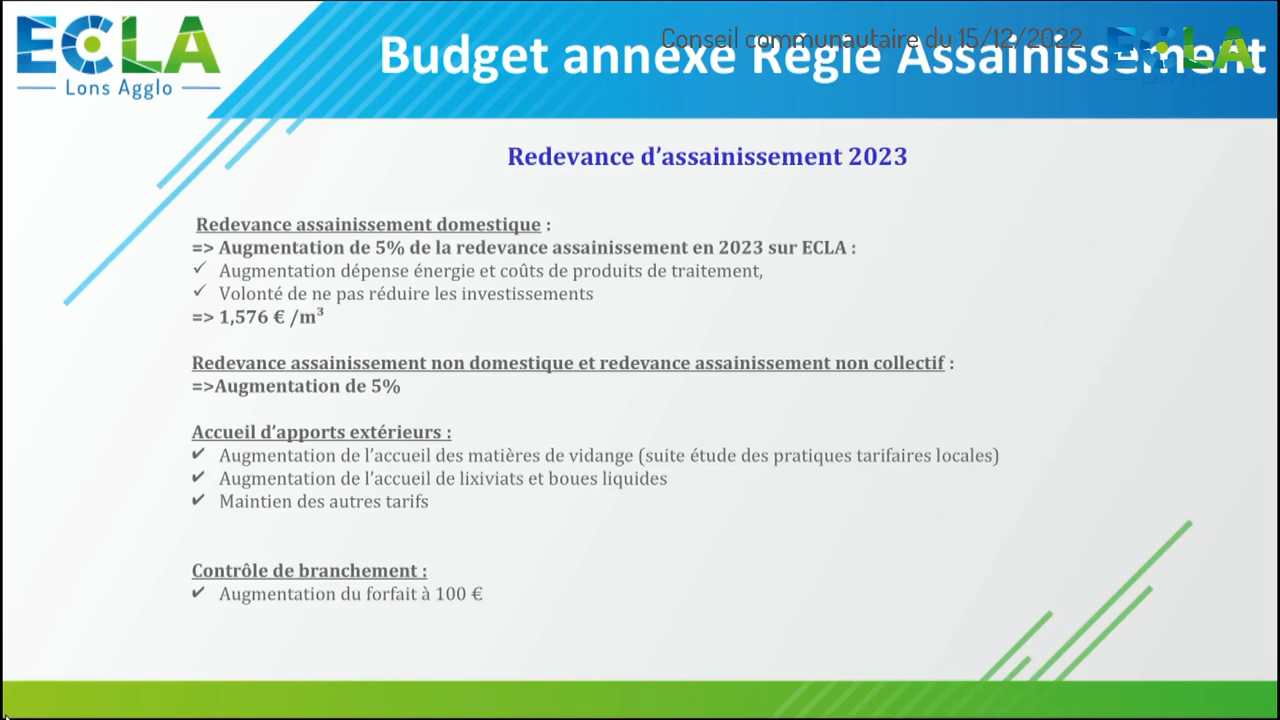 ECLA
Lons Agglo
Conseil communautaire du 15/12/2022
Budget annexe Régie Assainissement
ECLA
Lons Agglo
Redevance d'assainissement 2023
Redevance assainissement domestique :
=> Augmentation de 5% de la redevance assainissement en 2023 sur ECLA :
✓ Augmentation dépense énergie et coûts de produits de traitement,
✓ Volonté de ne pas réduire les investissements
=> 1,576 € /m³
Redevance assainissement non domestique et redevance assainissement non collectif :
=>Augmentation de 5%
Accueil d'apports extérieurs :
✔ Augmentation de l'accueil des matières de vidange (suite étude des pratiques tarifaires locales)
✔ Augmentation de l'accueil de lixiviats et boues liquides
✔ Maintien des autres tarifs
Contrôle de branchement :
✔ Augmentation du forfait à 100 €